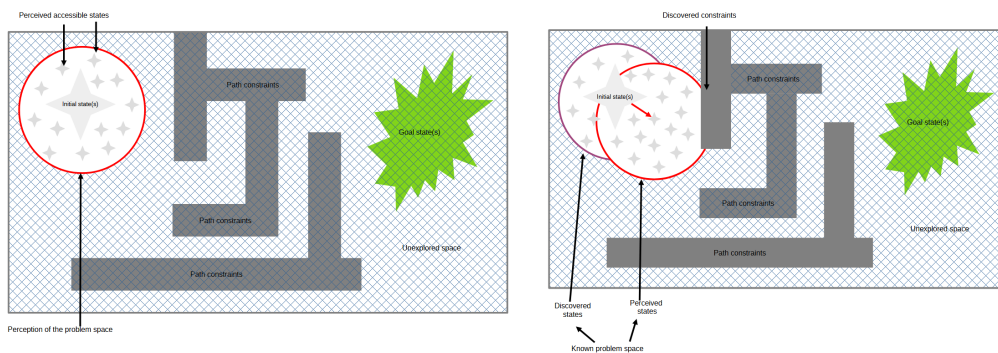 Perceived accessible states
Initial state(s)
Path constraints
Goal state(s)
Path constraints
Unexplored space
Path constraints
Perception of the problem space
Discovered constraints
Path constraints
Initial state(s)
Goal state(s)
Path constraints
Unexplored space
Path constraints
Discovered
states
Perceived
states
Known problem space